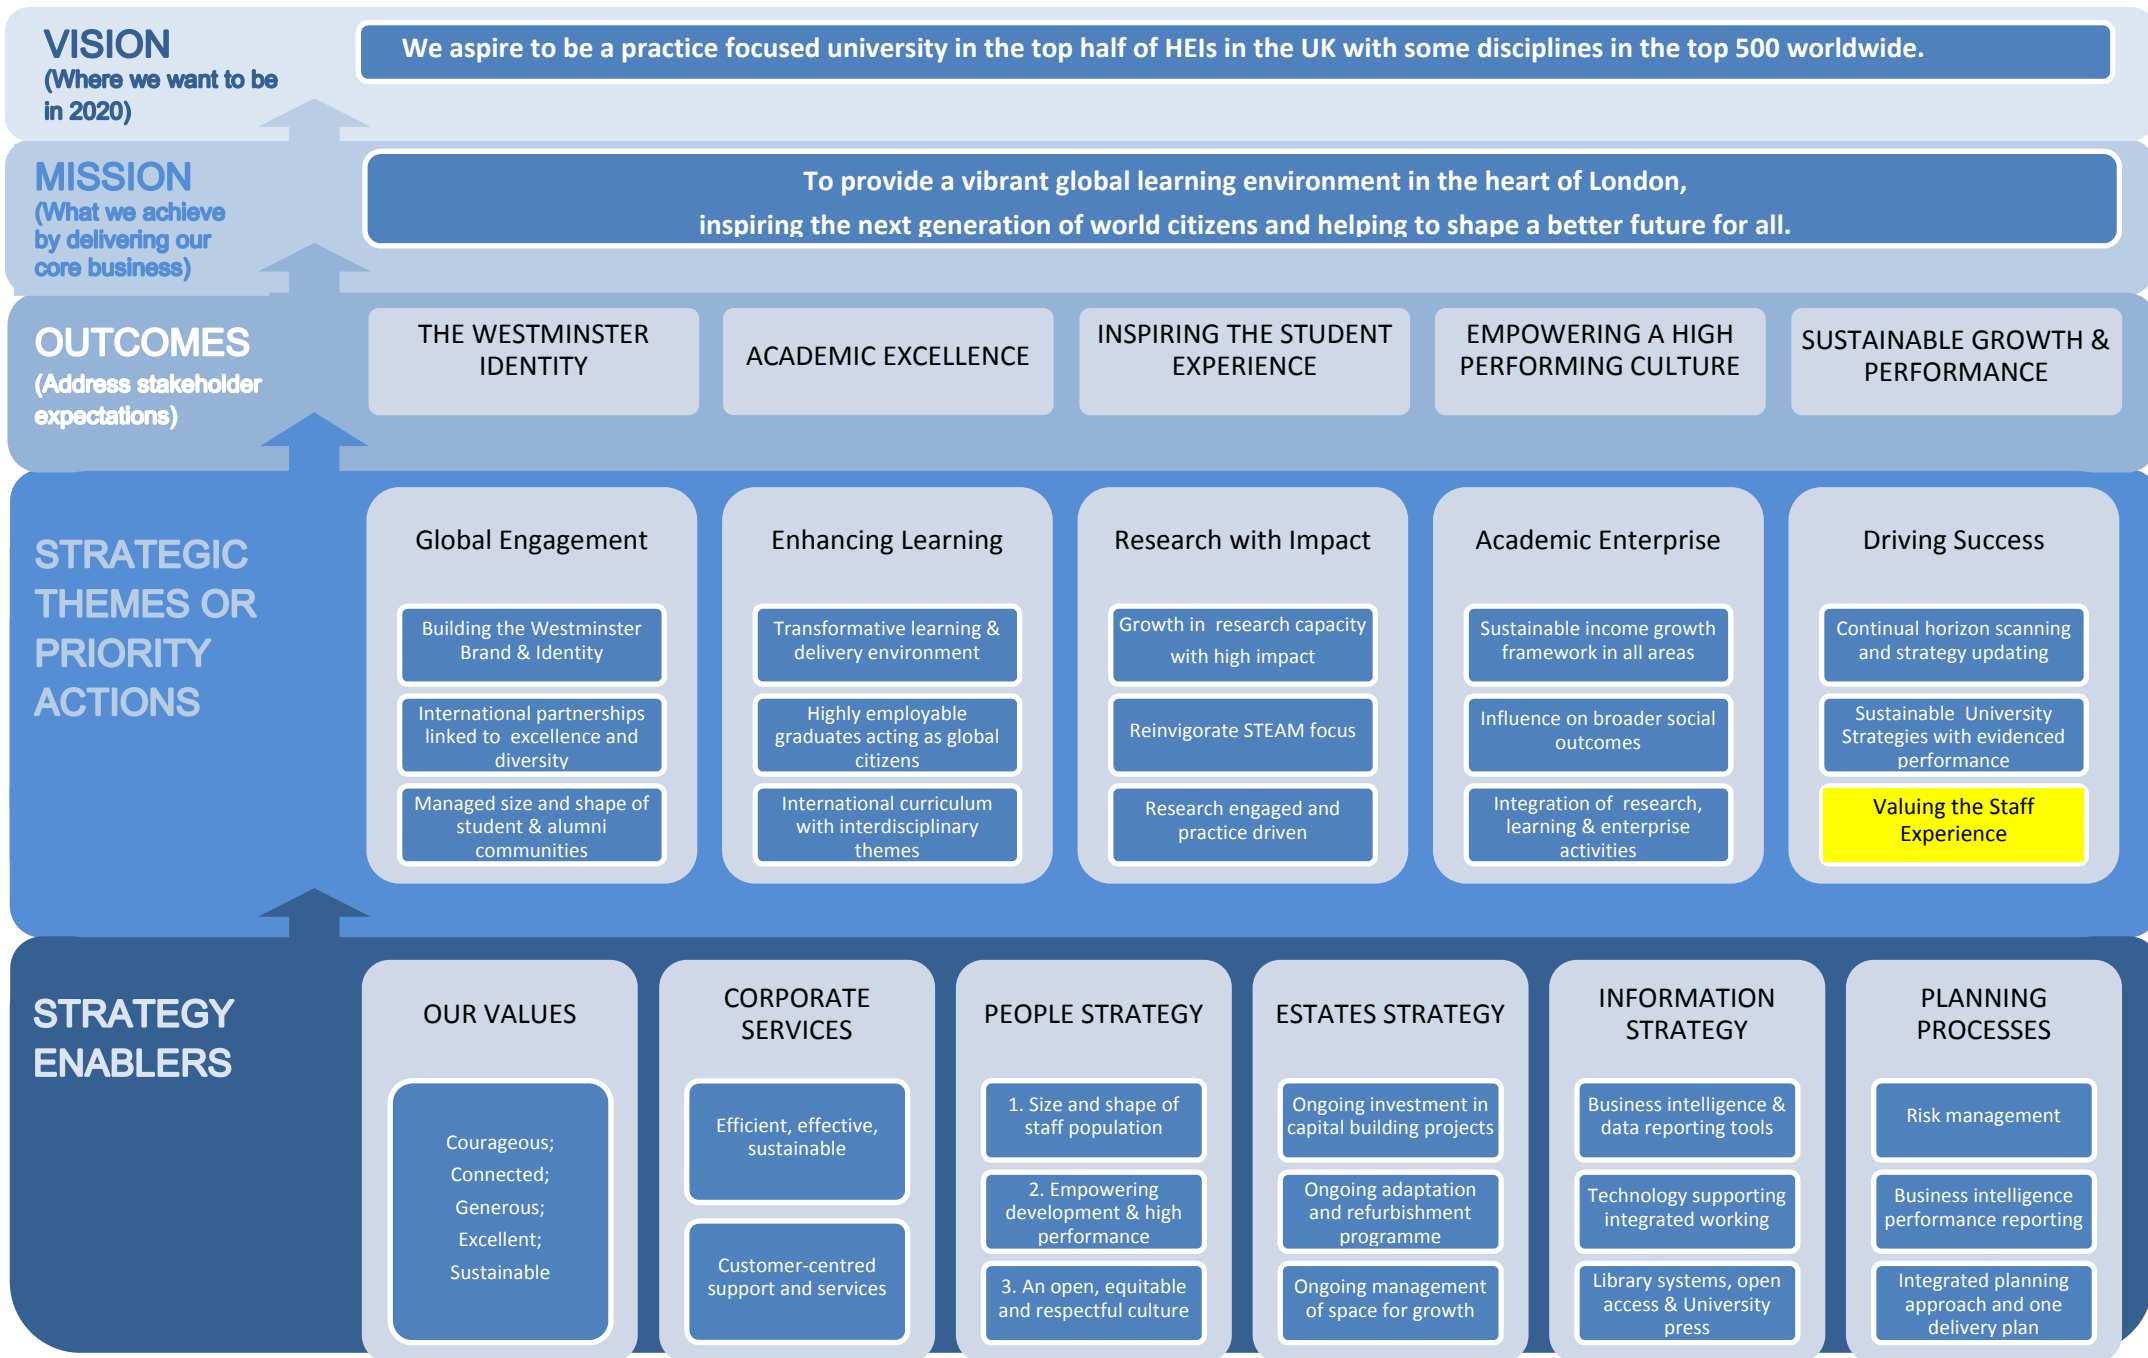 VISION
(Where we want to be
in 2020)
We aspire to be a practice focused university in the top half of HEIs in the UK with some disciplines in the top 500 worldwide.
MISSION
(What we achieve
by delivering our
core business)
To provide a vibrant global learning environment in the heart of London,
inspiring the next generation of world citizens and helping to shape a better future for all.
OUTCOMES
(Address stakeholder
expectations)
THE WESTMINSTER
IDENTITY
ACADEMIC EXCELLENCE
INSPIRING THE STUDENT
EXPERIENCE
EMPOWERING A HIGH
PERFORMING CULTURE
SUSTAINABLE GROWTH &
PERFORMANCE
STRATEGIC
THEMES OR
PRIORITY
ACTIONS
Global Engagement
Building the Westminster
Brand & Identity
International partnerships
linked to excellence and
diversity
Managed size and shape of
student & alumni
communities
Enhancing Learning
Transformative learning &
delivery environment
Highly employable
graduates acting as global
citizens
International curriculum
with interdisciplinary
themes
Research with Impact
Growth in research capacity
with high impact
Reinvigorate STEAM focus
Research engaged and
practice driven
Academic Enterprise
Sustainable income growth
framework in all areas
Influence on broader social
outcomes
Integration of research,
learning & enterprise
activities
Driving Success
Continual horizon scanning
and strategy updating
Sustainable University
Strategies with evidenced
performance
Valuing the Staff
Experience
STRATEGY
ENABLERS
OUR VALUES
Courageous;
Connected;
Generous;
Excellent;
Sustainable
CORPORATE
SERVICES
Efficient, effective,
sustainable
Customer-centred
support and services
PEOPLE STRATEGY
1. Size and shape of
staff population
2. Empowering
development & high
performance
3. An open, equitable
and respectful culture
ESTATES STRATEGY
Ongoing investment in
capital building projects
Ongoing adaptation
and refurbishment
programme
Ongoing management
of space for growth
INFORMATION
STRATEGY
Business intelligence &
data reporting tools
Technology supporting
integrated working
Library systems, open
access & University
press
PLANNING
PROCESSES
Risk management
Business intelligence
performance reporting
Integrated planning
approach and one
delivery plan